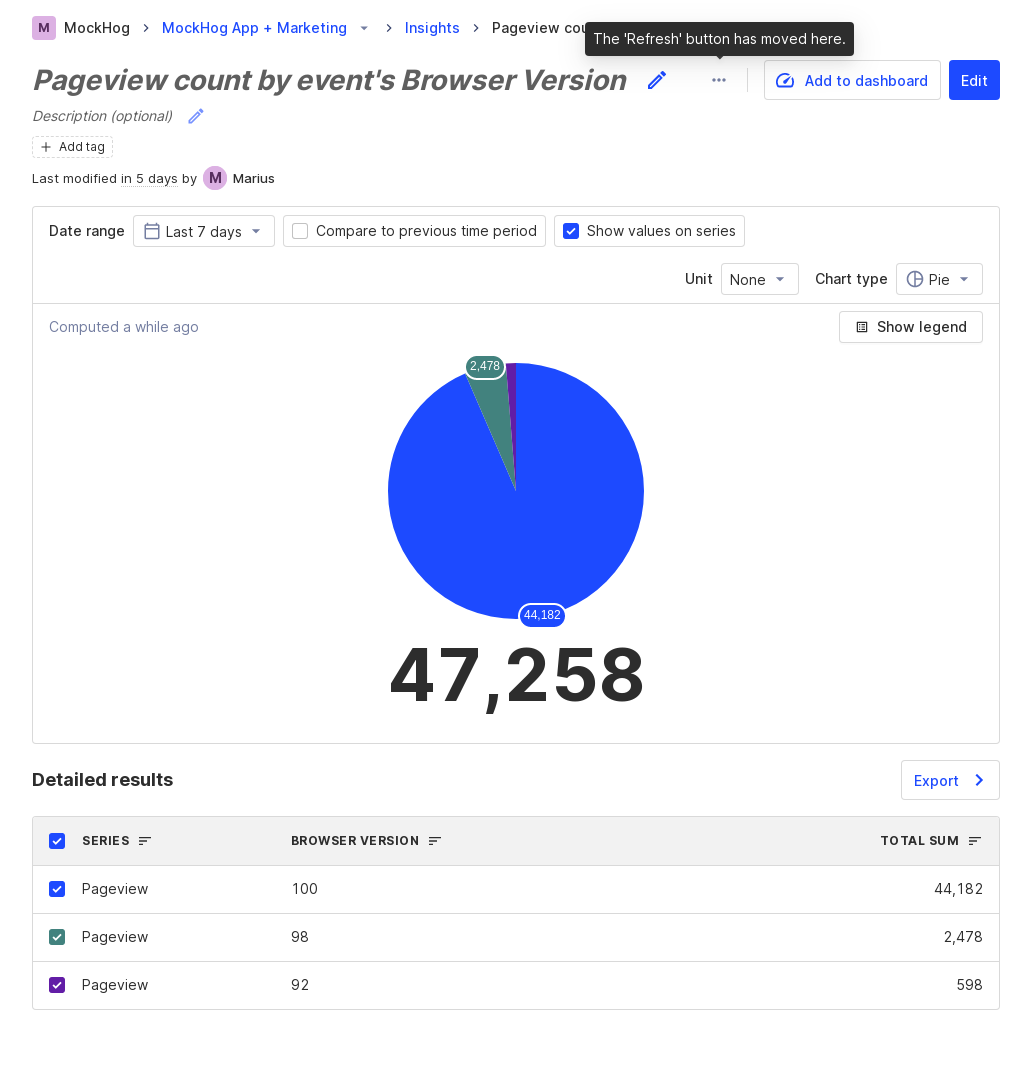 M MockHog MockHog App + Marketing Insights Pageview cou
The 'Refresh' button has moved here.
Pageview count by event's Browser Version
Add to dashboard
Edit
Description (optional)
Add tag
Last modified in 5 days by M Marius
Date range Last 7 days Compare to previous time period Show values on series
Unit None Chart type Pie
Computed a while ago
Show legend
2,478
44,182
47,258
Detailed results
Export
SERIES BROWSER VERSION TOTAL SUM
Pageview 100 44,182
Pageview 98 2,478
Pageview 92 598